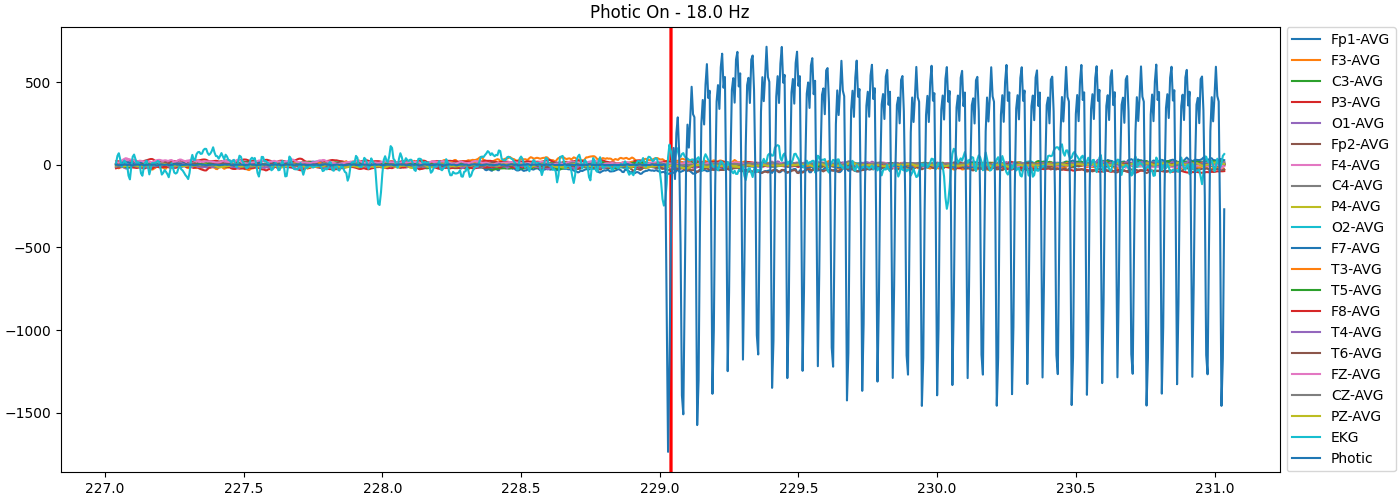 Photic On - 18.0 Hz
500
0
−500
−1000
−1500
227.0 227.5 228.0 228.5 229.0 229.5 230.0 230.5 231.0
Fp1-AVG
F3-AVG
C3-AVG
P3-AVG
O1-AVG
Fp2-AVG
F4-AVG
C4-AVG
P4-AVG
O2-AVG
F7-AVG
T3-AVG
T5-AVG
F8-AVG
T4-AVG
T6-AVG
FZ-AVG
CZ-AVG
PZ-AVG
EKG
Photic